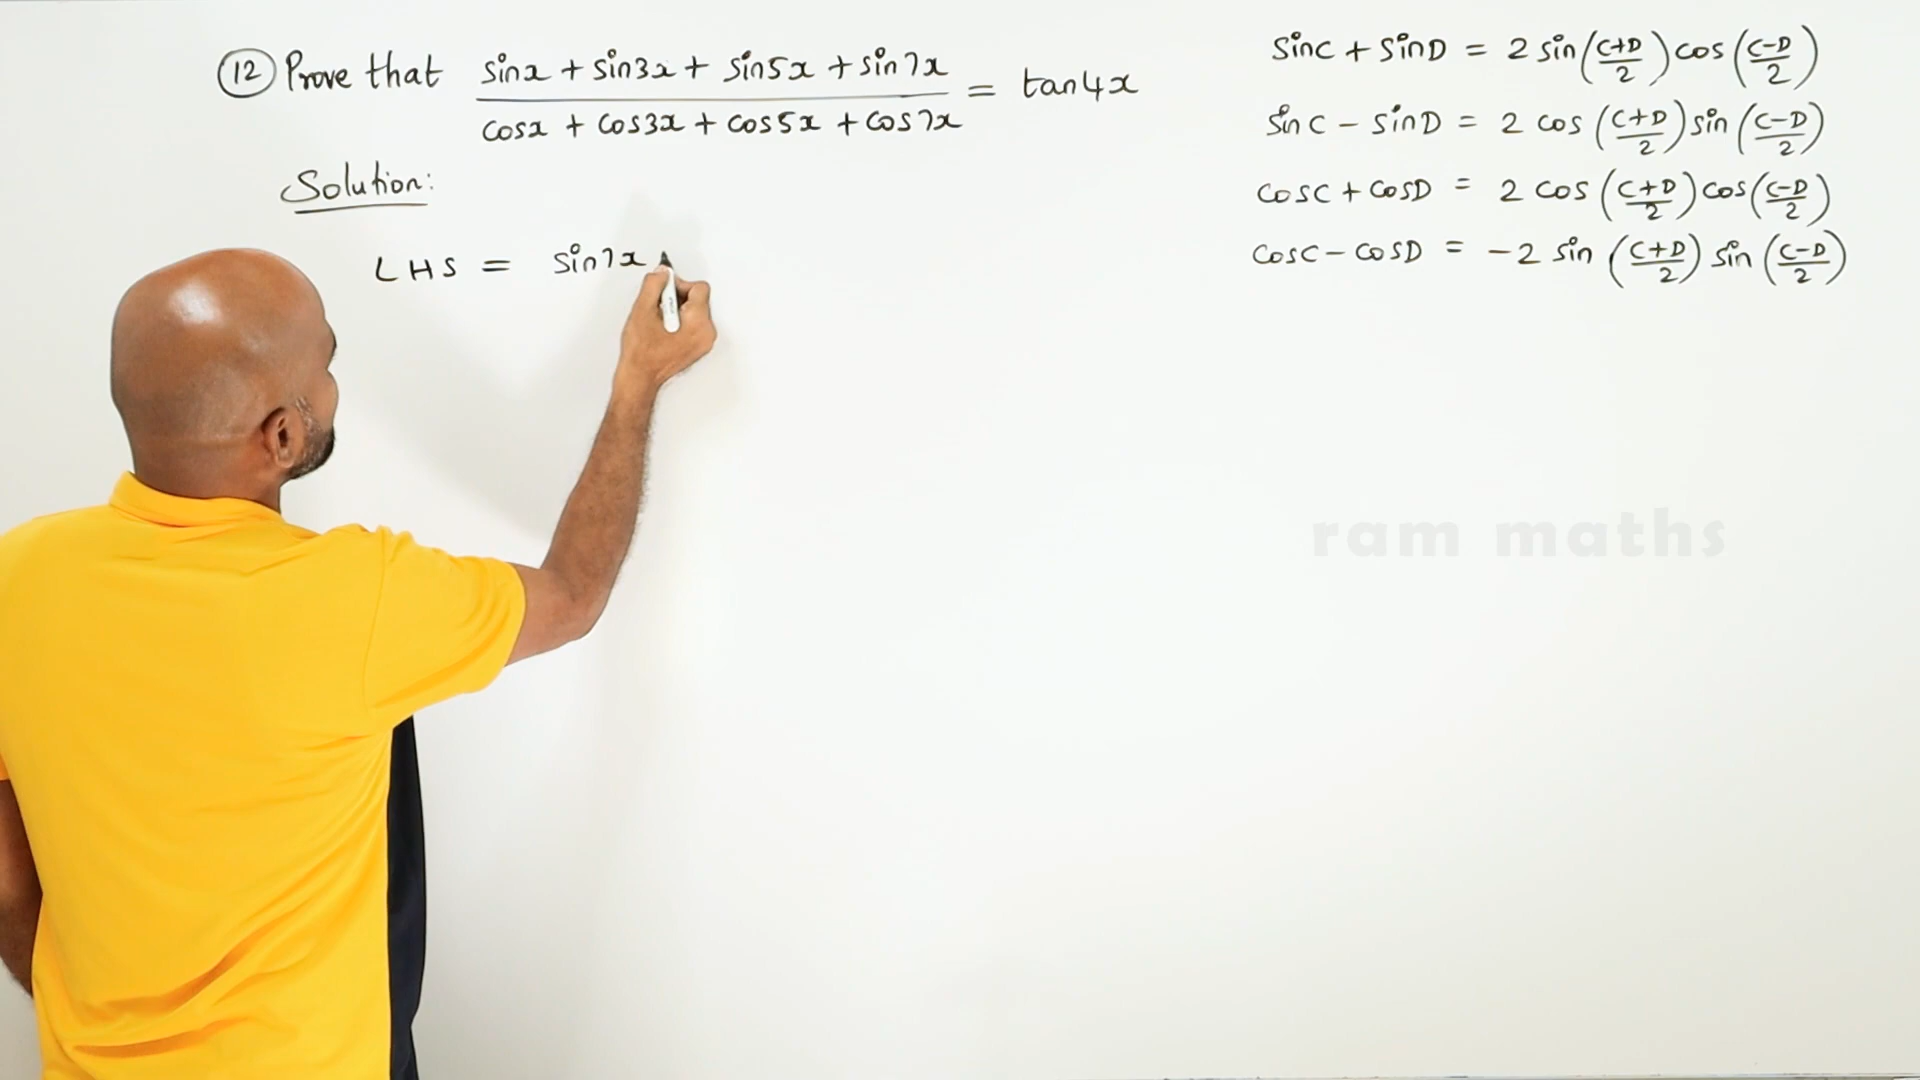 (12) Prove that (sinx + sin3x + sin5x + sin7x)/(cosx + cos3x + cos5x + cos7x) = tan4x
Solution:
LHS = sin7x
sinC + sinD = 2 sin((C+D)/2) cos((C-D)/2)
sinC - sinD = 2 cos((C+D)/2) sin((C-D)/2)
cosC + cosD = 2 cos((C+D)/2) cos((C-D)/2)
cosC - cosD = -2 sin((C+D)/2) sin((C-D)/2)
ram maths